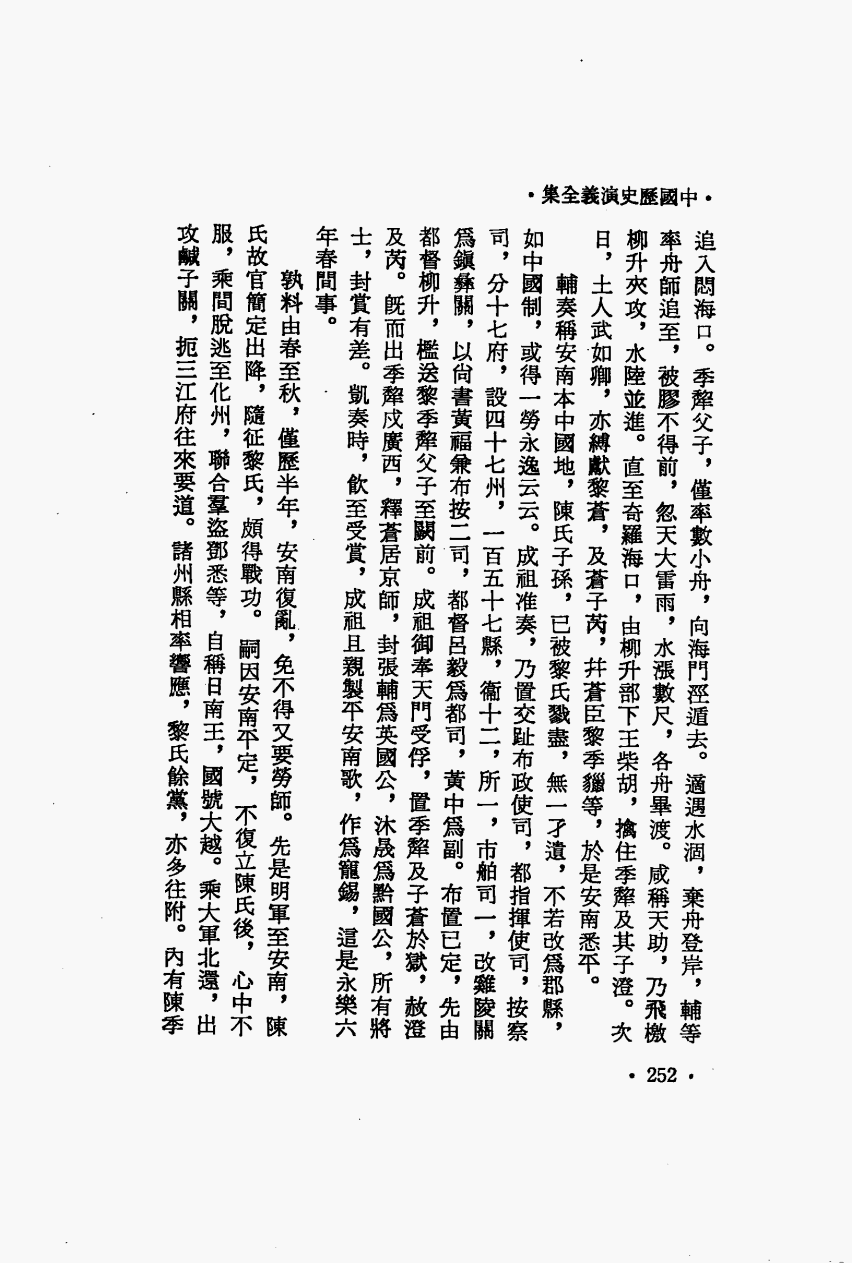 ·中國歷史演義全集·
追入悶海口。季犛父子，僅率數小舟，向海門涇遁去。適遇水涸，棄舟登岸，輔等
率舟師追至，被膠不得前，忽天大雷雨，水漲數尺，各舟畢渡。咸稱天助，乃飛檄
柳升夾攻，水陸並進。直至奇羅海口，由柳升部下王柴胡，擒住季犛及其子澄。次
日，土人武如卿，亦縛獻黎蒼，及蒼子芮，幷蒼臣黎季貙等，於是安南悉平。
輔奏稱安南本中國地，陳氏子孫，已被黎氏戮盡，無一孑遺，不若改爲郡縣，
如中國制，或得一勞永逸云云。成祖准奏，乃置交趾布政使司，都指揮使司，按察
司，分十七府，設四十七州，一百五十七縣，衞十二，所一，市舶司一，改雞陵關
爲鎭彝關，以尙書黃福兼布按二司，都督呂毅爲都司，黃中爲副。布置已定，先由
都督柳升，檻送黎季犛父子至闕前。成祖御奉天門受俘，置季犛及子蒼於獄，赦澄
及芮。旣而出季犛戍廣西，釋蒼居京師，封張輔爲英國公，沐晟爲黔國公，所有將
士，封賞有差。凱奏時，飲至受賞，成祖且親製平安南歌，作爲寵錫，這是永樂六
年春間事。
孰料由春至秋，僅歷半年，安南復亂，免不得又要勞師。先是明軍至安南，陳
氏故官簡定出降，隨征黎氏，頗得戰功。嗣因安南平定，不復立陳氏後，心中不
服，乘間脫逃至化州，聯合羣盜鄧悉等，自稱日南王，國號大越。乘大軍北還，出
攻鹹子關，扼三江府往來要道。諸州縣相率響應，黎氏餘黨，亦多往附。內有陳季
·252·